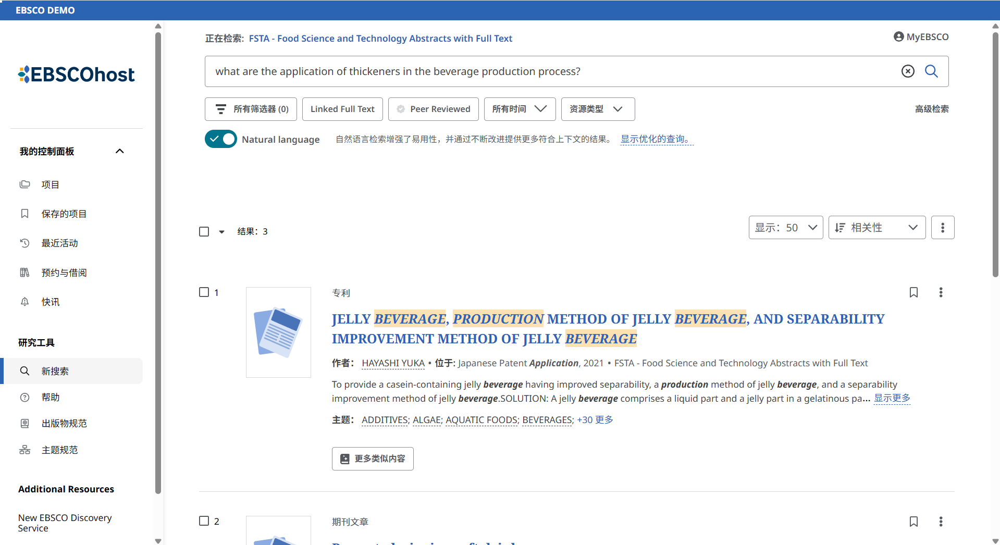 EBSCO DEMO
EBSCOhost
我的控制面板
项目
保存的项目
最近活动
预约与借阅
快讯
研究工具
新搜索
帮助
出版物规范
主题规范
Additional Resources
New EBSCO Discovery
Service
正在检索: FSTA - Food Science and Technology Abstracts with Full Text
MyEBSCO
what are the application of thickeners in the beverage production process?
所有筛选器 (0)
Linked Full Text
Peer Reviewed
所有时间
资源类型
高级检索
Natural language
自然语言检索增强了易用性，并通过不断改进提供更多符合上下文的结果。 显示优化的查询。
结果：3
显示：50
相关性
1
专利
JELLY BEVERAGE, PRODUCTION METHOD OF JELLY BEVERAGE, AND SEPARABILITY
IMPROVEMENT METHOD OF JELLY BEVERAGE
作者： HAYASHI YUKA • 位于: Japanese Patent Application, 2021 • FSTA - Food Science and Technology Abstracts with Full Text
To provide a casein-containing jelly beverage having improved separability, a production method of jelly beverage, and a separability
improvement method of jelly beverage.SOLUTION: A jelly beverage comprises a liquid part and a jelly part in a gelatinous pa... 显示更多
主题： ADDITIVES; ALGAE; AQUATIC FOODS; BEVERAGES; +30 更多
更多类似内容
2
期刊文章